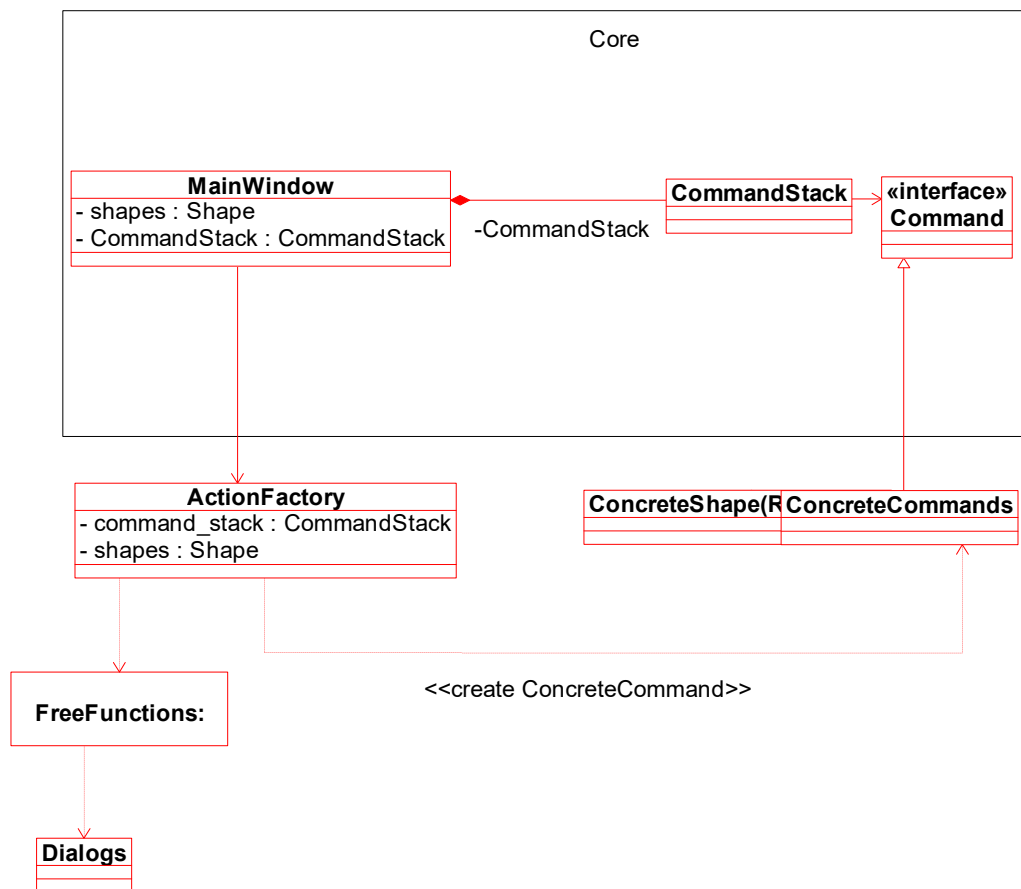 Core
MainWindow
- shapes : Shape
- CommandStack : CommandStack
-CommandStack
CommandStack
«interface»
Command
ActionFactory
- command_stack : CommandStack
- shapes : Shape
ConcreteShape(R
ConcreteCommands
<<create ConcreteCommand>>
FreeFunctions:
Dialogs